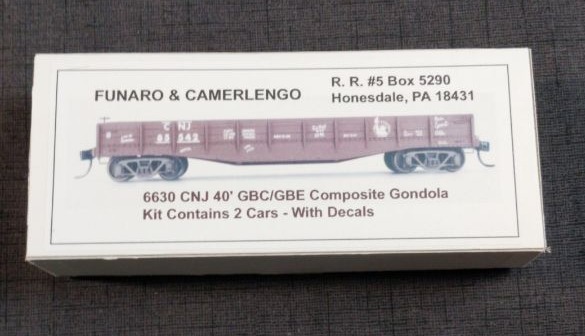 FUNARO & CAMERLENGO
R. R. #5 Box 5290
Honesdale, PA 18431
CNJ
6630 CNJ 40' GBC/GBE Composite Gondola
Kit Contains 2 Cars - With Decals